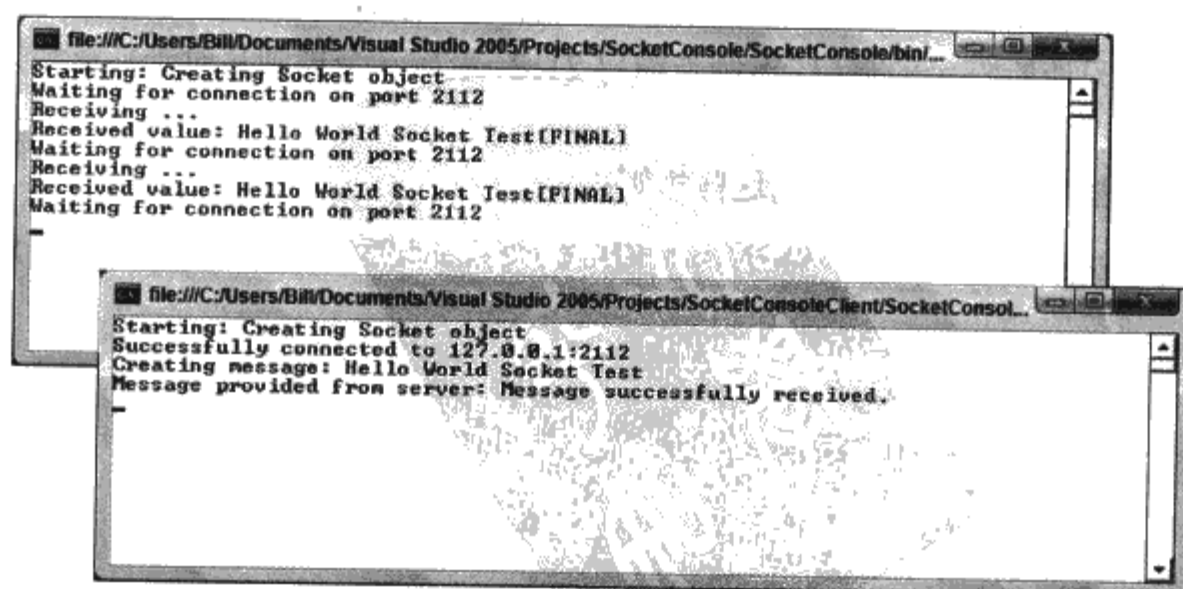 file:///C:/Users/Bill/Documents/Visual Studio 2005/Projects/SocketConsole/SocketConsole/bin/....
Starting: Creating Socket object
Waiting for connection on port 2112
Receiving ...
Received value: Hello World Socket Test[FINAL]
Waiting for connection on port 2112
Receiving ...
Received value: Hello World Socket Test[FINAL]
Waiting for connection on port 2112
file:///C:/Users/Bill/Documents/Visual Studio 2005/Projects/SocketConsoleClient/SocketConsol...
Starting: Creating Socket object
Successfully connected to 127.0.0.1:2112
Creating message: Hello World Socket Test
Message provided from server: Message successfully received.